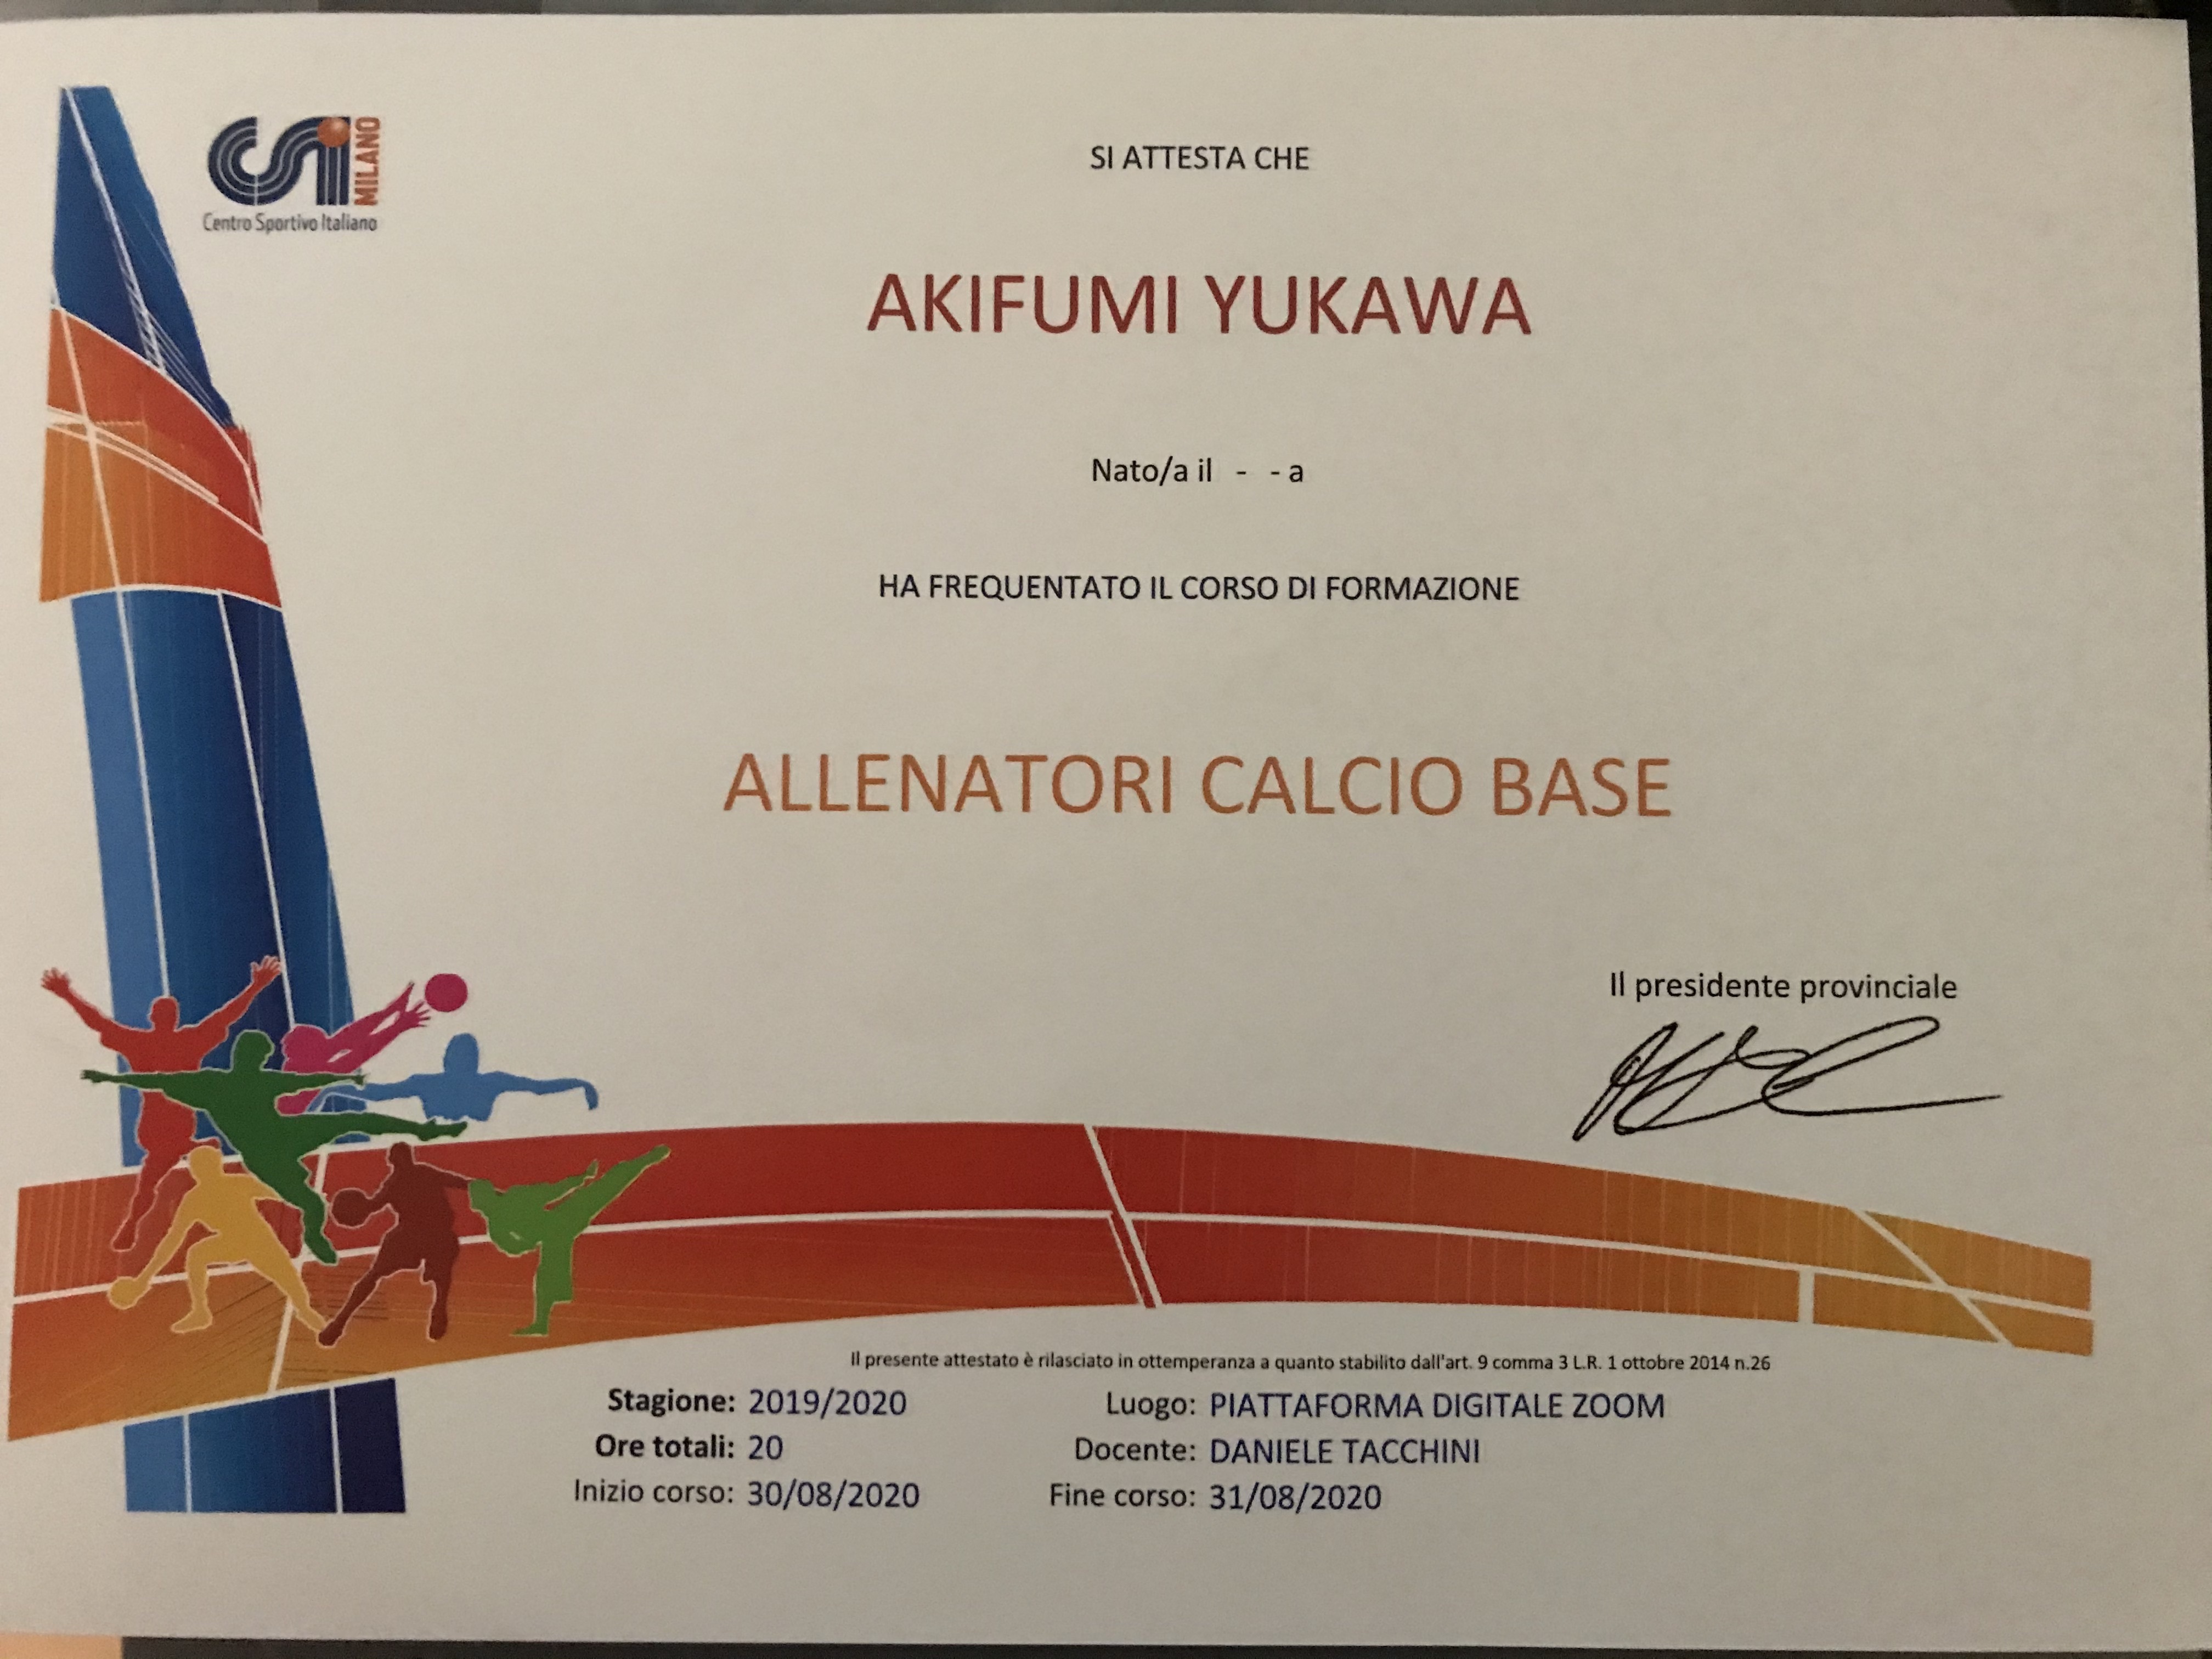 CSI MILANO
Centro Sportivo Italiano
SI ATTESTA CHE
AKIFUMI YUKAWA
Nato/a il - - a
HA FREQUENTATO IL CORSO DI FORMAZIONE
ALLENATORI CALCIO BASE
Il presidente provinciale
Il presente attestato è rilasciato in ottemperanza a quanto stabilito dall'art. 9 comma 3 L.R. 1 ottobre 2014 n.26
Stagione: 2019/2020 Luogo: PIATTAFORMA DIGITALE ZOOM
Ore totali: 20 Docente: DANIELE TACCHINI
Inizio corso: 30/08/2020 Fine corso: 31/08/2020